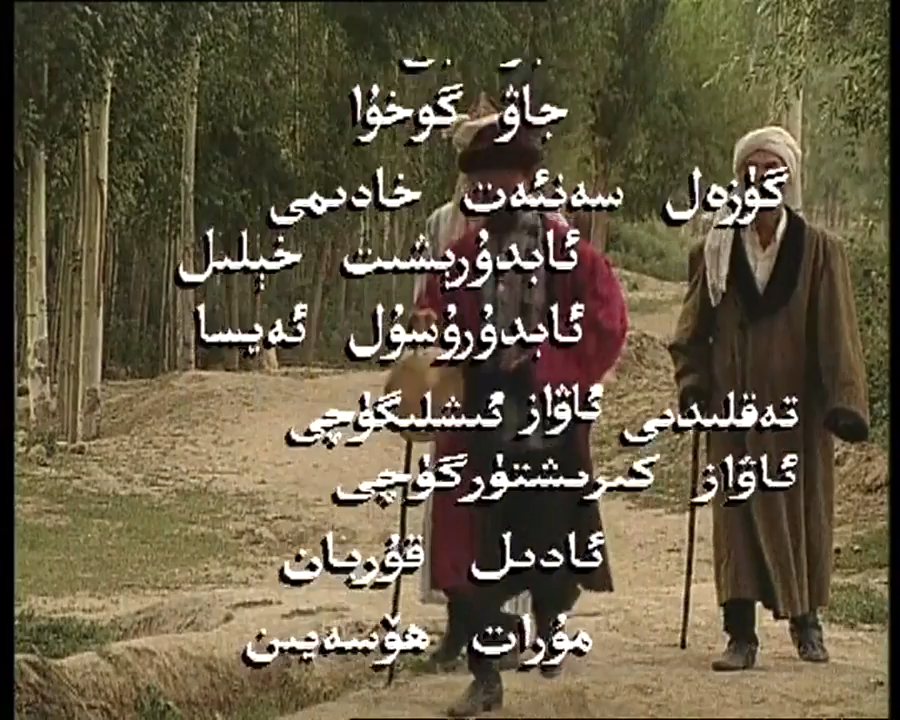 جاۋ گوخۇا
گۈزەل سەنئەت خادىمى
ئابدۇرېشىت خېلىل
ئابدۇرۇسۇل ئەيسا
تەقلىدىي ئاۋاز ئىشلىگۈچى
ئاۋاز كىرىشتۈرگۈچى
ئادىل قۇربان
مۇرات ھۆسەيىن